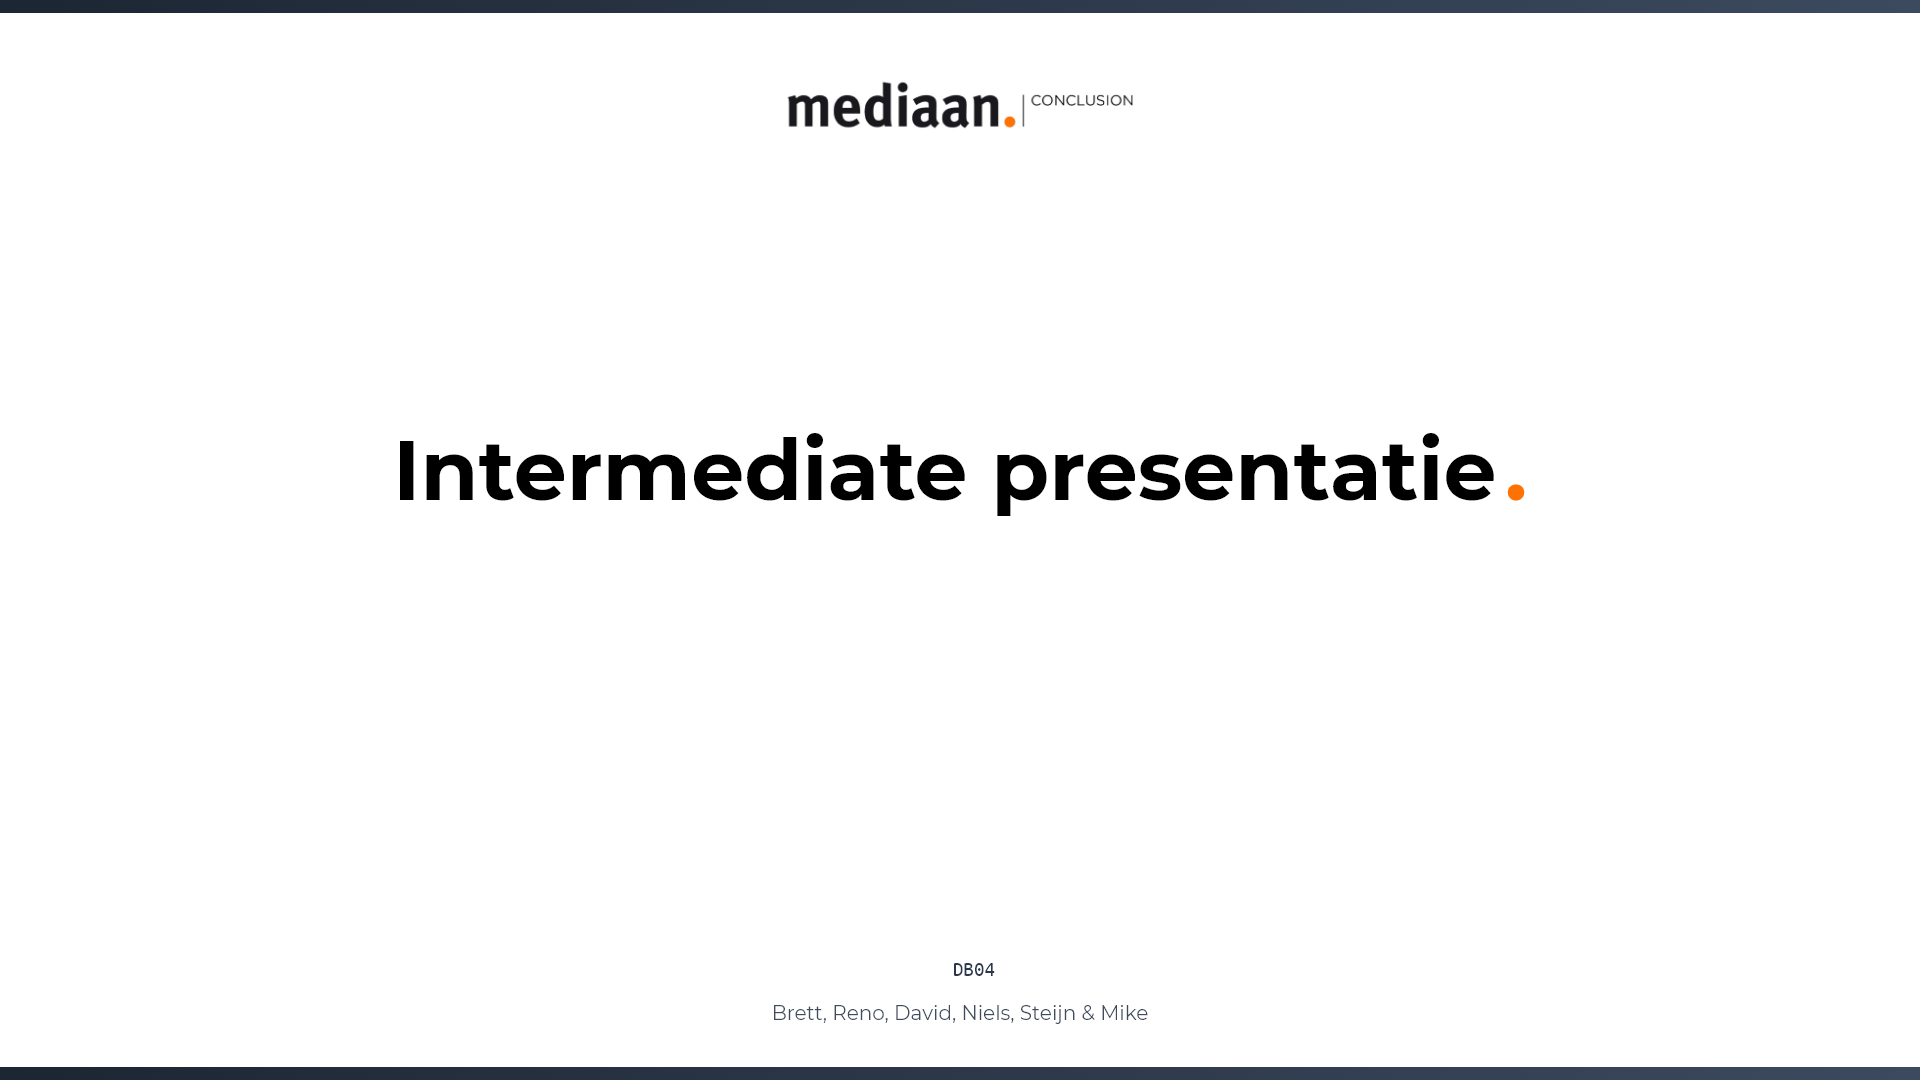 mediaan. | CONCLUSION
Intermediate presentatie.
DB04
Brett, Reno, David, Niels, Steijn & Mike